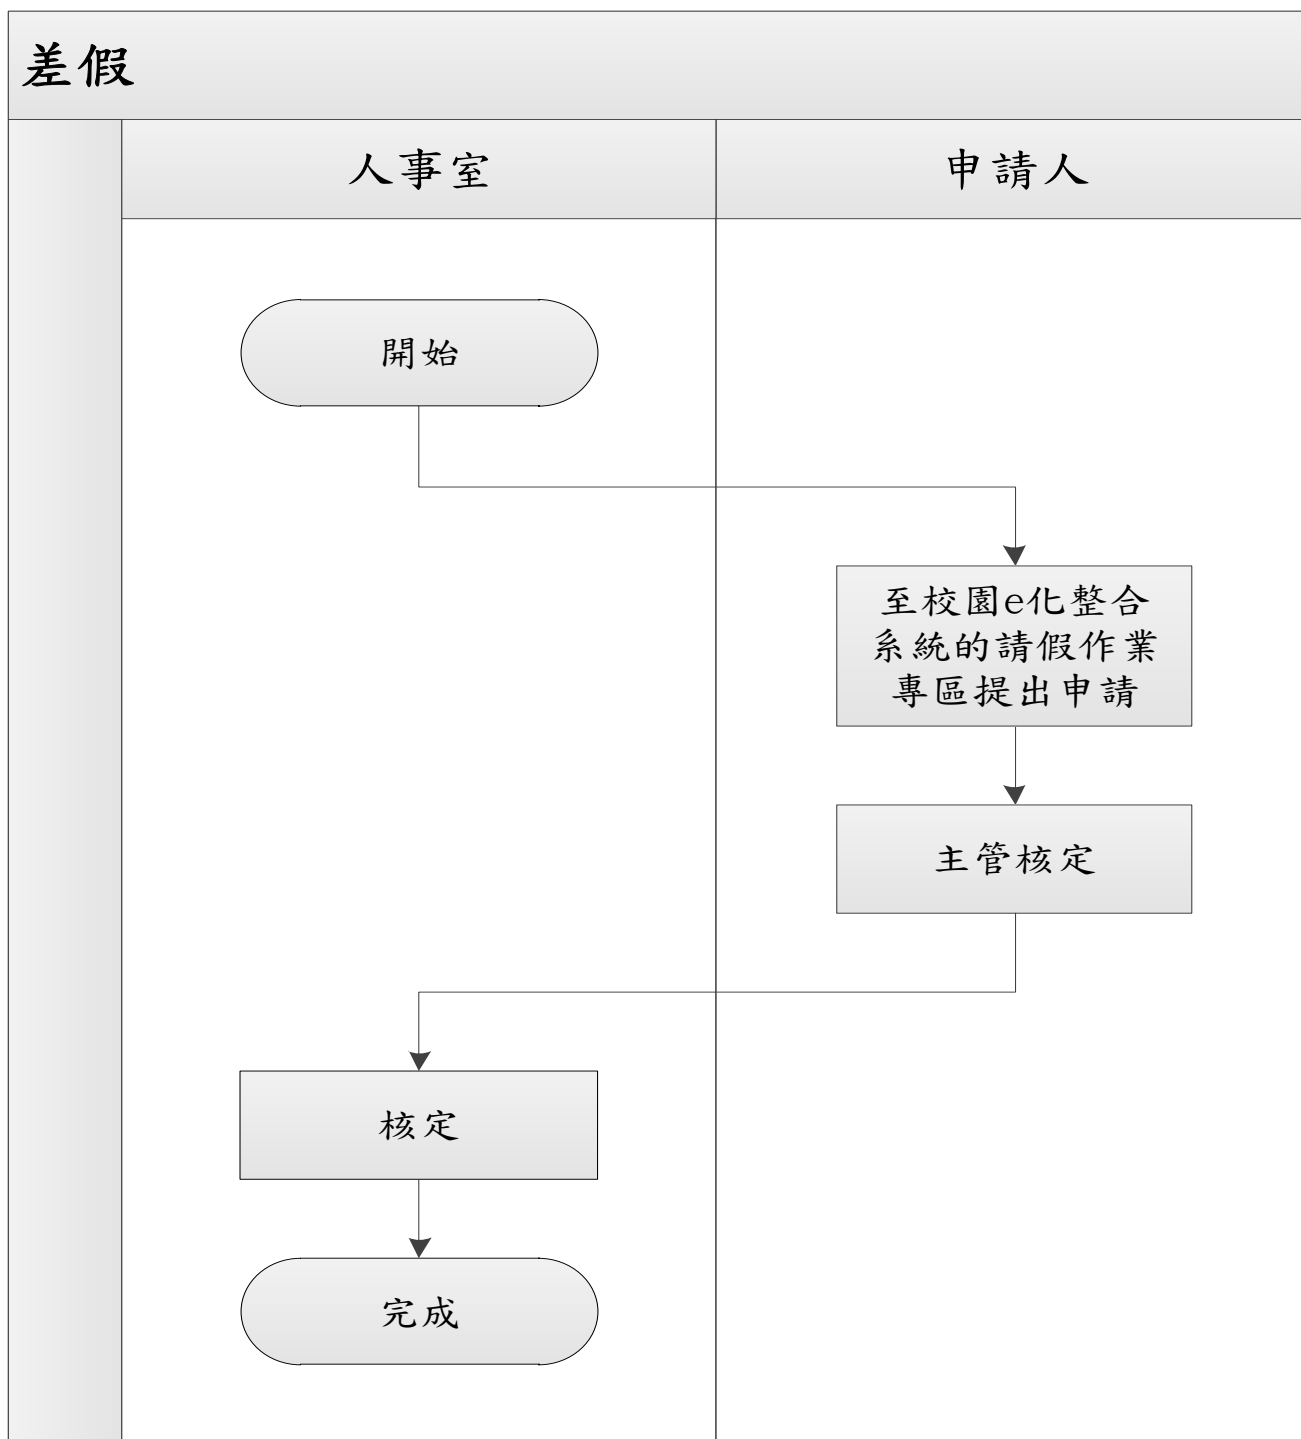 差假
人事室
申請人
開始
至校園e化整合
系統的請假作業
專區提出申請
主管核定
核定
完成